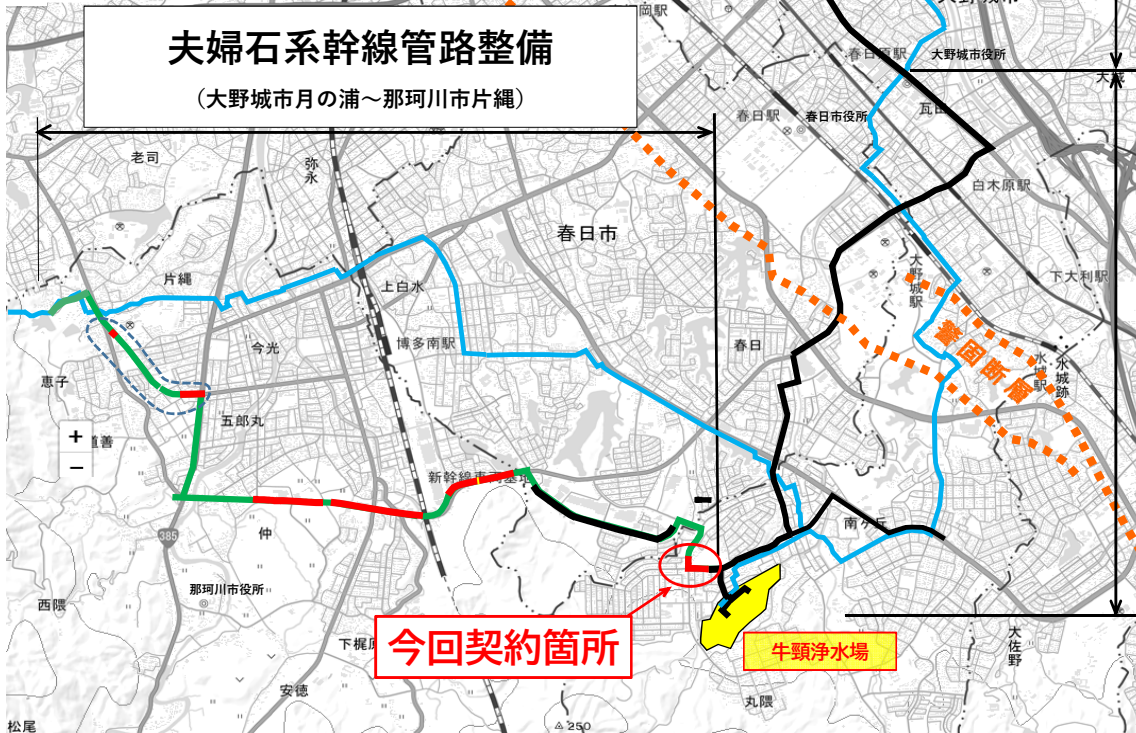 夫婦石系幹線管路整備
(大野城市月の浦～那珂川市片縄)
春日原駅
大野城市役所
春日駅
春日市役所
瓦田
大城
老司
弥永
白木原駅
春日市
大野城駅
下大利駅
片縄
上白水
博多南駅
今光
春日
警固断層
水城駅
水城跡
恵子
五郎丸
+
道善
−
新幹線車両基地
385
仲
南ケ丘
那珂川市役所
西隈
今回契約箇所
牛頸浄水場
大佐野
安徳
丸隈
松尾
250